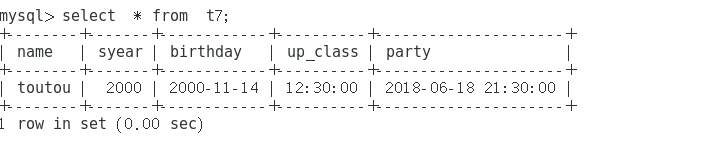 mysql> select  * from  t7;
+--------+-------+------------+----------+---------------------+
| name   | syear | birthday   | up_class | party               |
+--------+-------+------------+----------+---------------------+
| toutou |  2000 | 2000-11-14 | 12:30:00 | 2018-06-18 21:30:00 |
+--------+-------+------------+----------+---------------------+
1 row in set (0.00 sec)